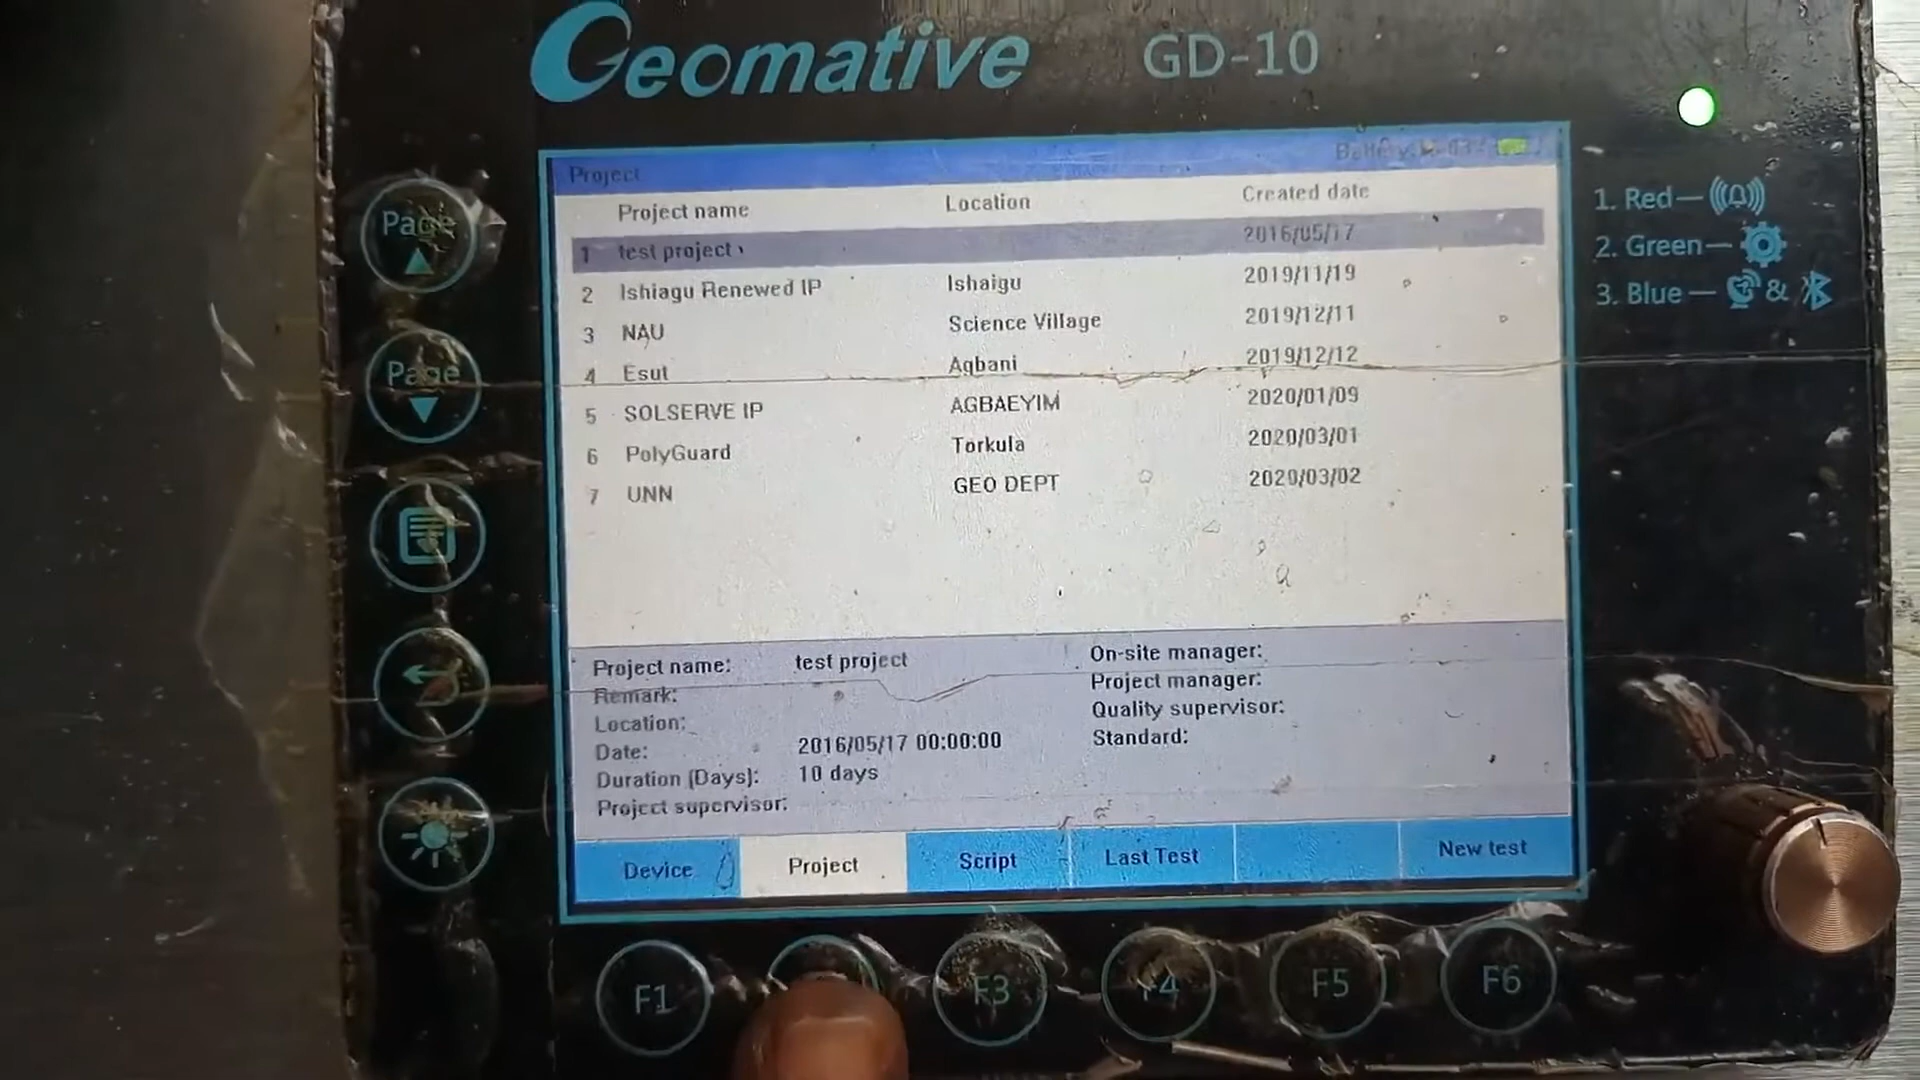 Geomative GD-10
Project
Project name Location Created date
1 test project 2016/05/17
2 Ishiagu Renewed IP Ishaigu 2019/11/19
3 NAU Science Village 2019/12/11
4 Esut Agbani 2019/12/12
5 SOLSERVE IP AGBAEYIM 2020/01/09
6 PolyGuard Torkula 2020/03/01
7 UNN GEO DEPT 2020/03/02
Project name: test project
Remark:
Location:
Date: 2016/05/17 00:00:00
Duration (Days): 10 days
Project supervisor:
On-site manager:
Project manager:
Quality supervisor:
Standard:
Device Project Script Last Test New test
Page
Page
F1 F3 F4 F5 F6
1. Red—
2. Green—
3. Blue— &